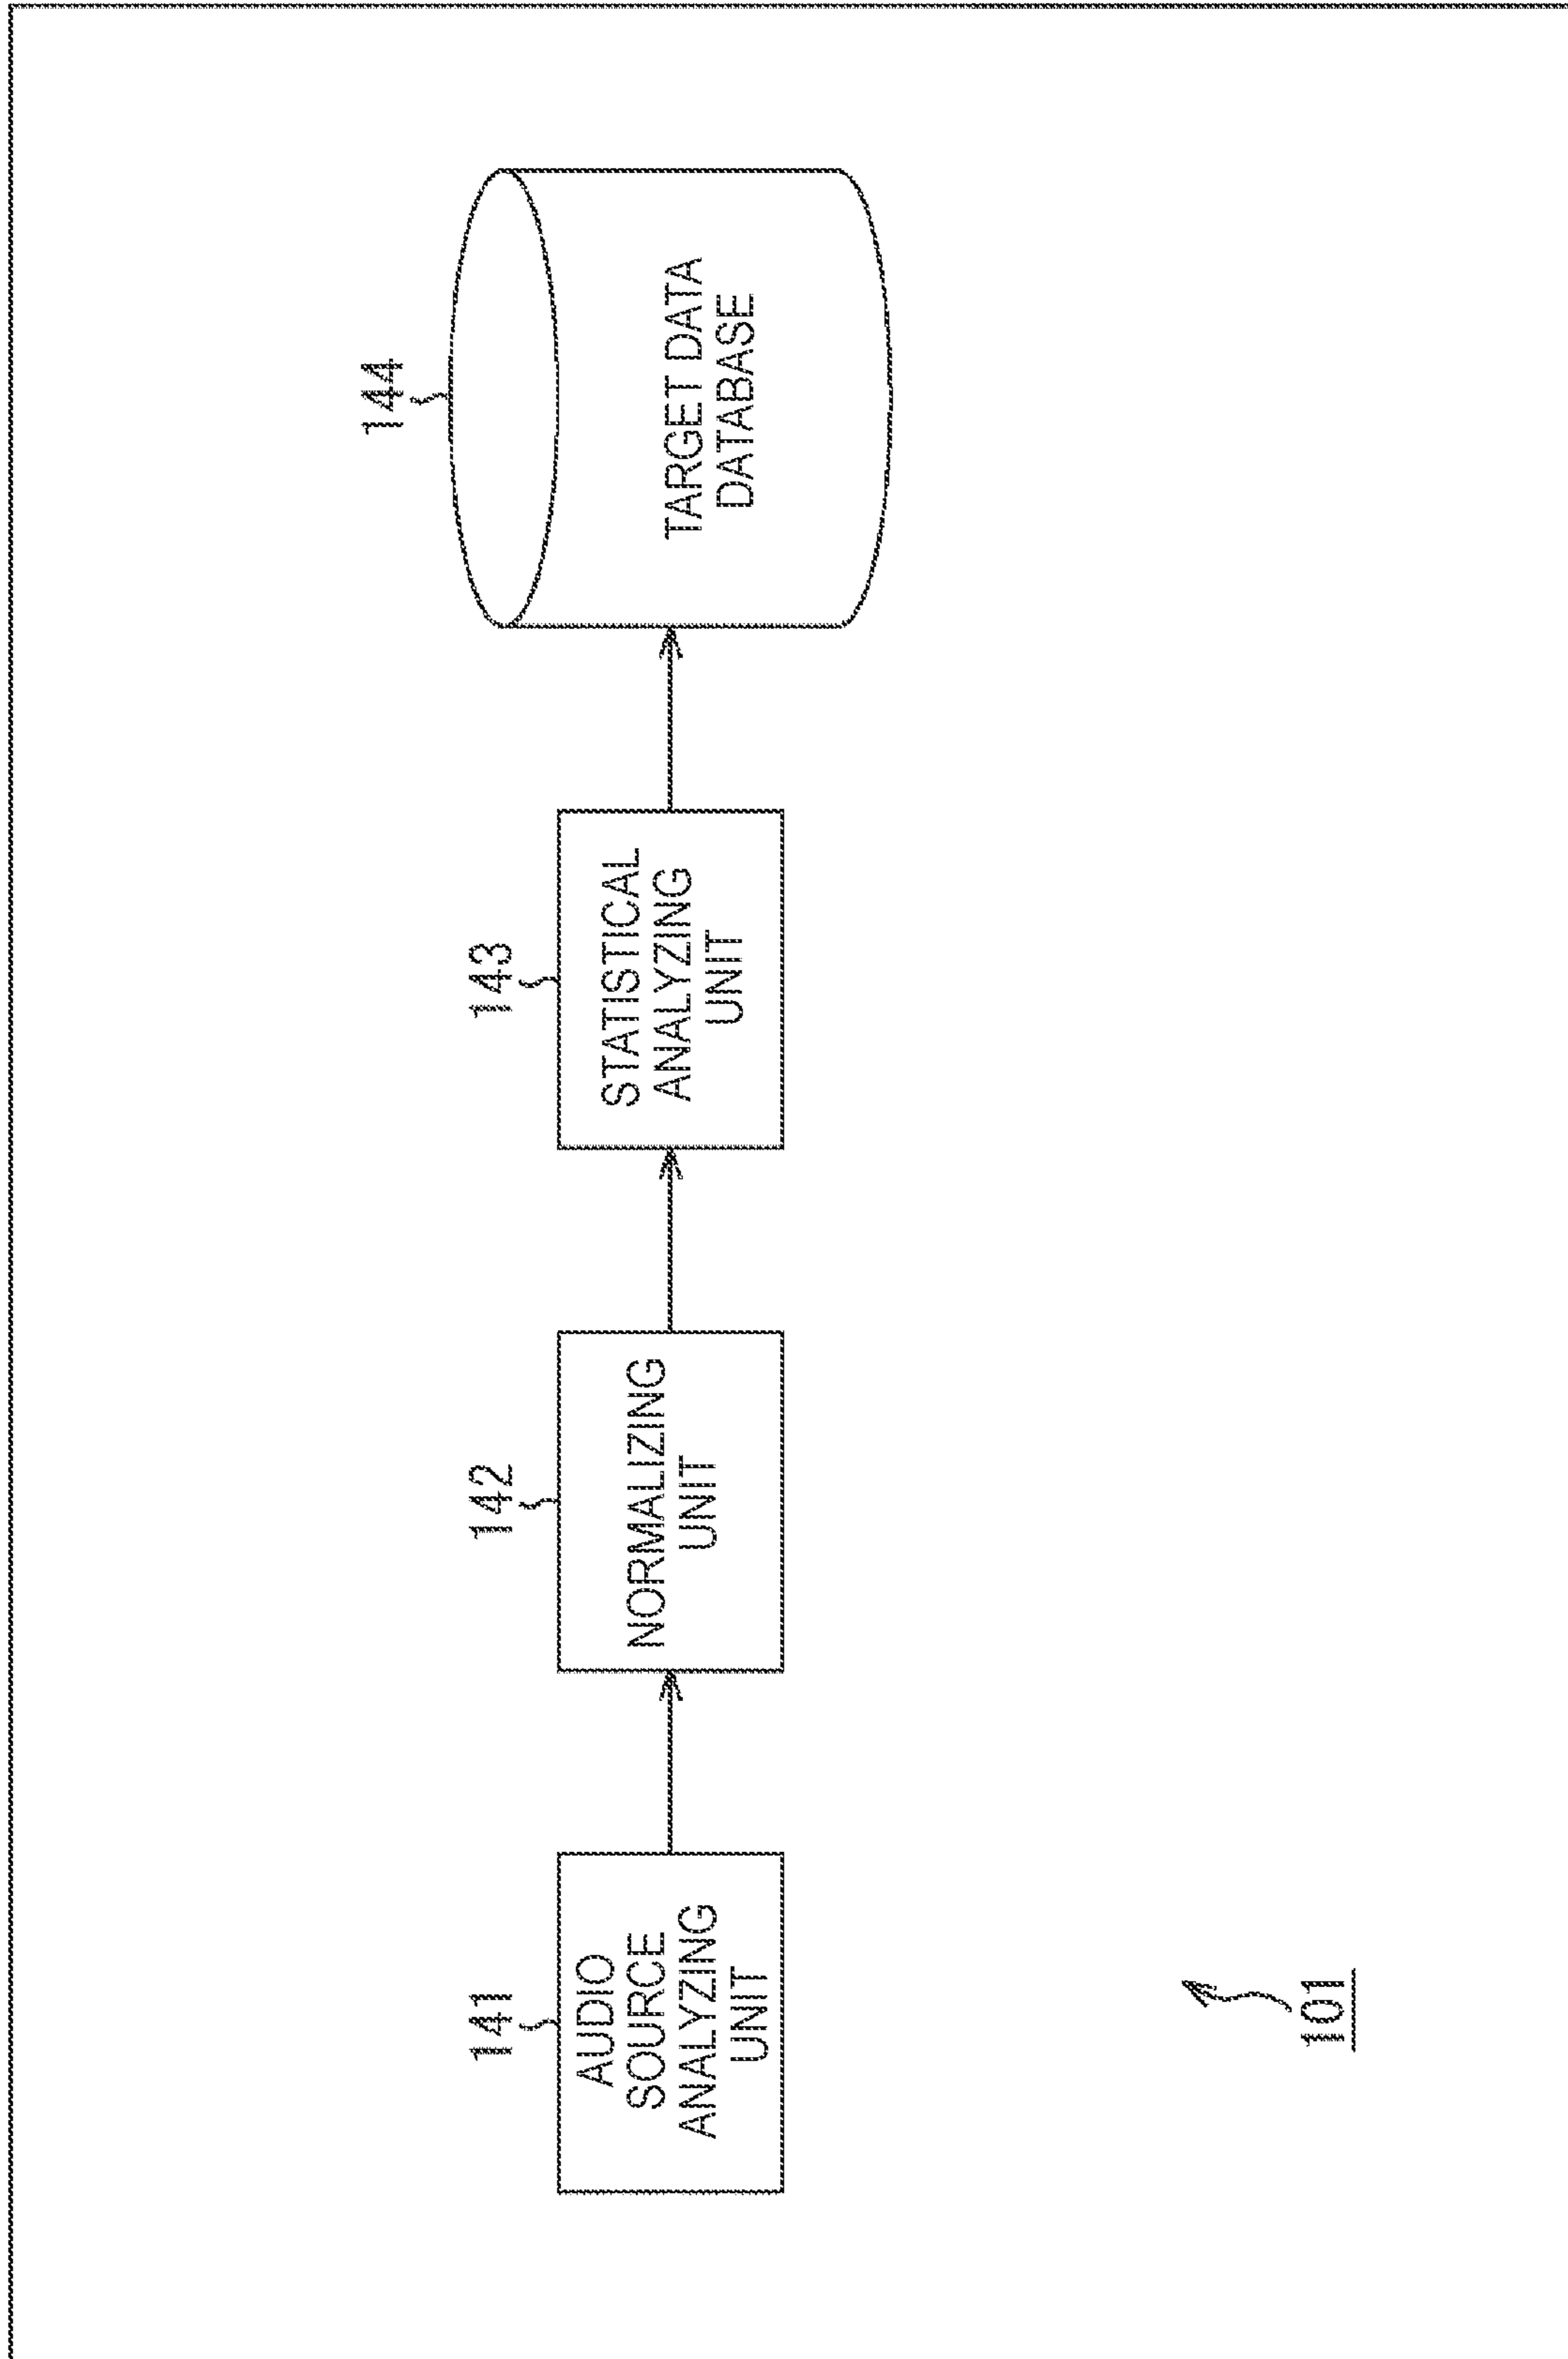 141
AUDIO
SOURCE
ANALYZING
UNIT
142
NORMALIZING
UNIT
143
STATISTICAL
ANALYZING
UNIT
144
TARGET DATA
DATABASE
101